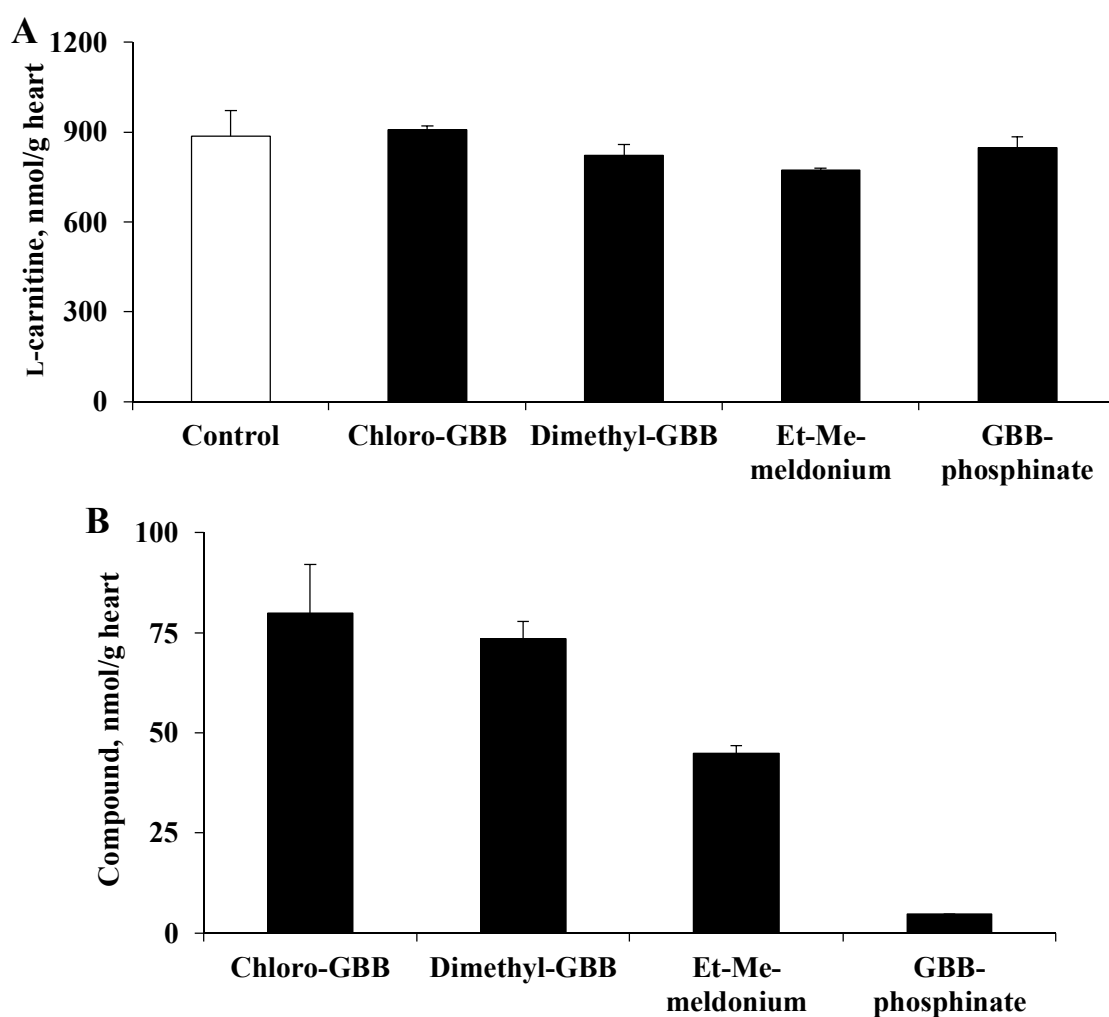 A
L-carnitine, nmol/g heart
1200
900
600
300
0
Control
Chloro-GBB
Dimethyl-GBB
Et-Me-
meldonium
GBB-
phosphinate
B
Compound, nmol/g heart
100
75
50
25
0
Chloro-GBB
Dimethyl-GBB
Et-Me-
meldonium
GBB-
phosphinate